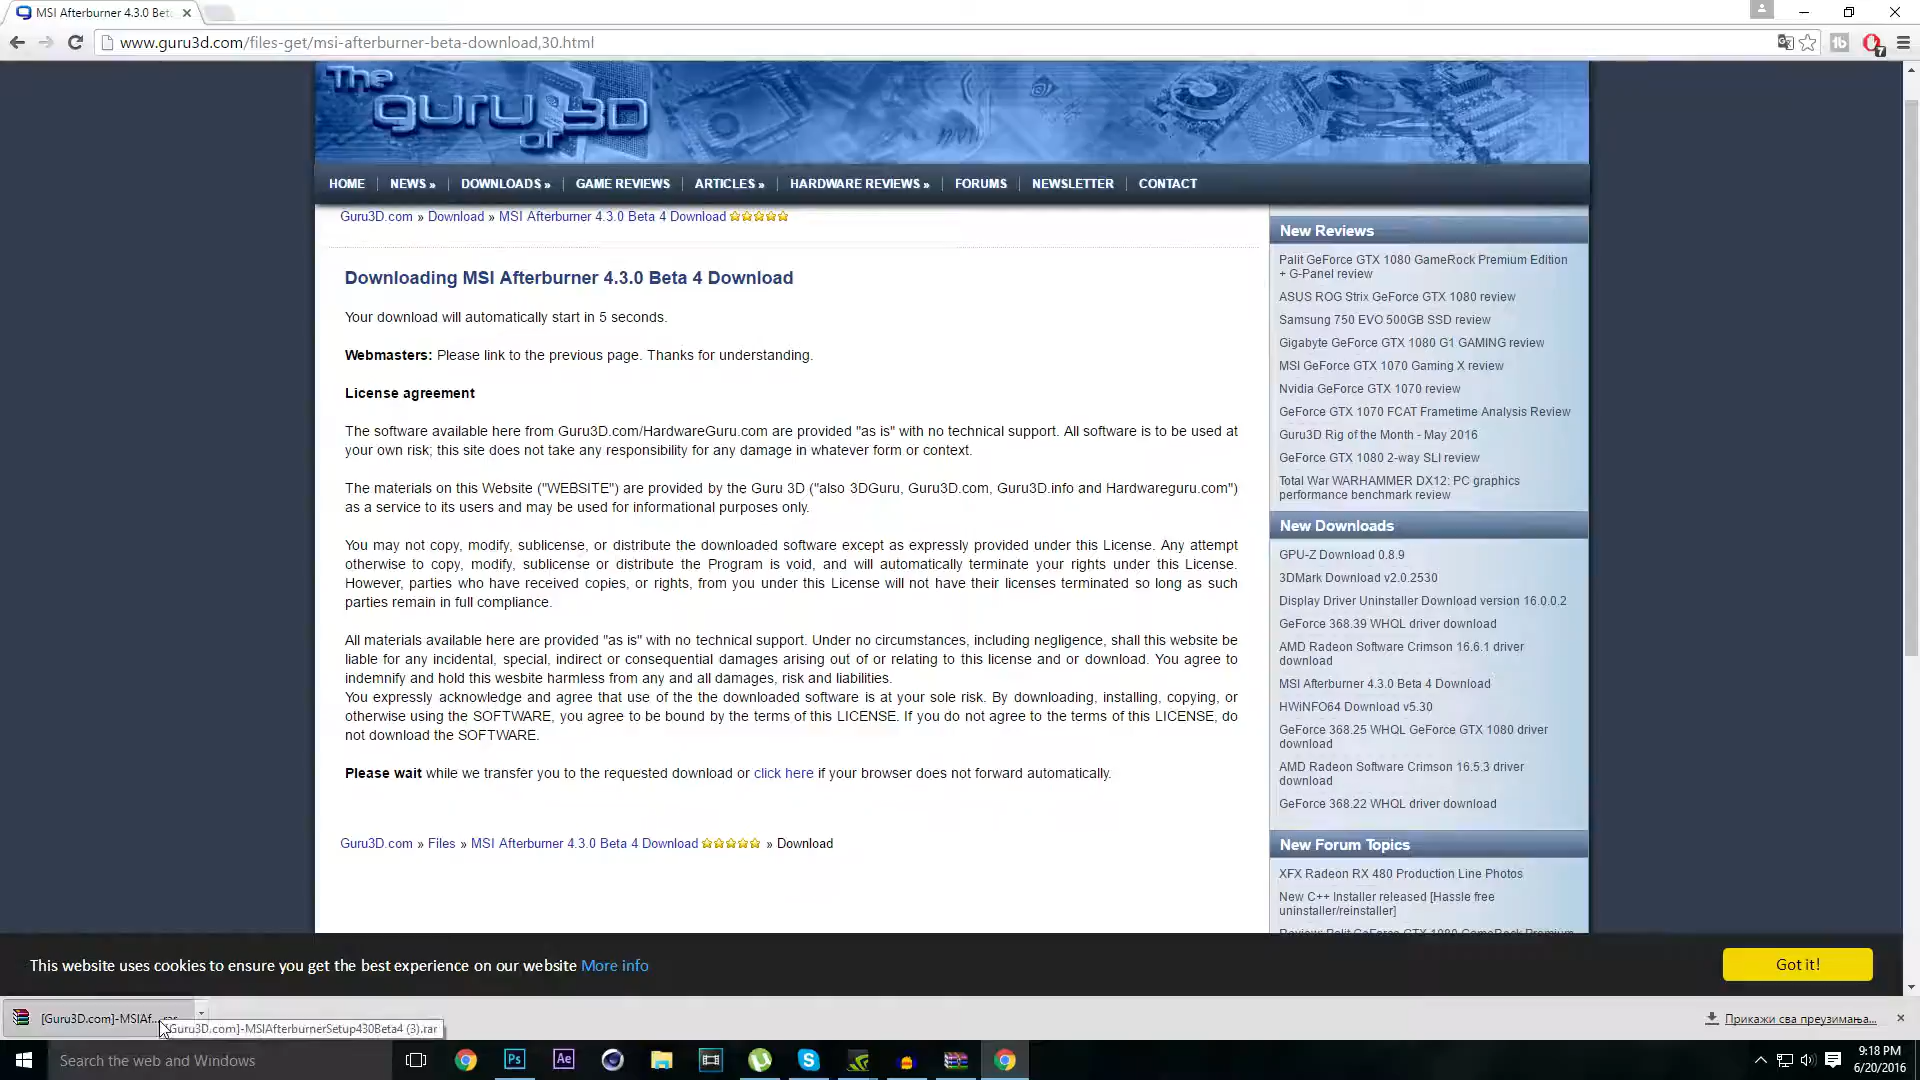 MSI Afterburner 4.3.0 Bet
www.guru3d.com/files-get/msi-afterburner-beta-download,30.html
The guru of 3D
HOME NEWS » DOWNLOADS » GAME REVIEWS ARTICLES » HARDWARE REVIEWS » FORUMS NEWSLETTER CONTACT
Guru3D.com » Download » MSI Afterburner 4.3.0 Beta 4 Download
Downloading MSI Afterburner 4.3.0 Beta 4 Download
Your download will automatically start in 5 seconds.
Webmasters: Please link to the previous page. Thanks for understanding.
License agreement
The software available here from Guru3D.com/HardwareGuru.com are provided "as is" with no technical support. All software is to be used at
your own risk; this site does not take any responsibility for any damage in whatever form or context.
The materials on this Website ("WEBSITE") are provided by the Guru 3D ("also 3DGuru, Guru3D.com, Guru3D.info and Hardwareguru.com")
as a service to its users and may be used for informational purposes only.
You may not copy, modify, sublicense, or distribute the downloaded software except as expressly provided under this License. Any attempt
otherwise to copy, modify, sublicense or distribute the Program is void, and will automatically terminate your rights under this License.
However, parties who have received copies, or rights, from you under this License will not have their licenses terminated so long as such
parties remain in full compliance.
All materials available here are provided "as is" with no technical support. Under no circumstances, including negligence, shall this website be
liable for any incidental, special, indirect or consequential damages arising out of or relating to this license and or download. You agree to
indemnify and hold this wesbite harmless from any and all damages, risk and liabilities.
You expressly acknowledge and agree that use of the the downloaded software is at your sole risk. By downloading, installing, copying, or
otherwise using the SOFTWARE, you agree to be bound by the terms of this LICENSE. If you do not agree to the terms of this LICENSE, do
not download the SOFTWARE.
Please wait while we transfer you to the requested download or click here if your browser does not forward automatically.
Guru3D.com » Files » MSI Afterburner 4.3.0 Beta 4 Download » Download
New Reviews
Palit GeForce GTX 1080 GameRock Premium Edition
+ G-Panel review
ASUS ROG Strix GeForce GTX 1080 review
Samsung 750 EVO 500GB SSD review
Gigabyte GeForce GTX 1080 G1 GAMING review
MSI GeForce GTX 1070 Gaming X review
Nvidia GeForce GTX 1070 review
GeForce GTX 1070 FCAT Frametime Analysis Review
Guru3D Rig of the Month - May 2016
GeForce GTX 1080 2-way SLI review
Total War WARHAMMER DX12: PC graphics
performance benchmark review
New Downloads
GPU-Z Download 0.8.9
3DMark Download v2.0.2530
Display Driver Uninstaller Download version 16.0.0.2
GeForce 368.39 WHQL driver download
AMD Radeon Software Crimson 16.6.1 driver
download
MSI Afterburner 4.3.0 Beta 4 Download
HWiNFO64 Download v5.30
GeForce 368.25 WHQL GeForce GTX 1080 driver
download
AMD Radeon Software Crimson 16.5.3 driver
download
GeForce 368.22 WHQL driver download
New Forum Topics
XFX Radeon RX 480 Production Line Photos
New C++ Installer released [Hassle free
uninstaller/reinstaller]
Review: Palit GeForce GTX 1080 GameRock Premium
This website uses cookies to ensure you get the best experience on our website More info
Got it!
[Guru3D.com]-MSIAf....rar
[Guru3D.com]-MSIAfterburnerSetup430Beta4 (3).rar
Прикажи сва преузимања...
Search the web and Windows
Ps
Ae
9:18 PM
6/20/2016